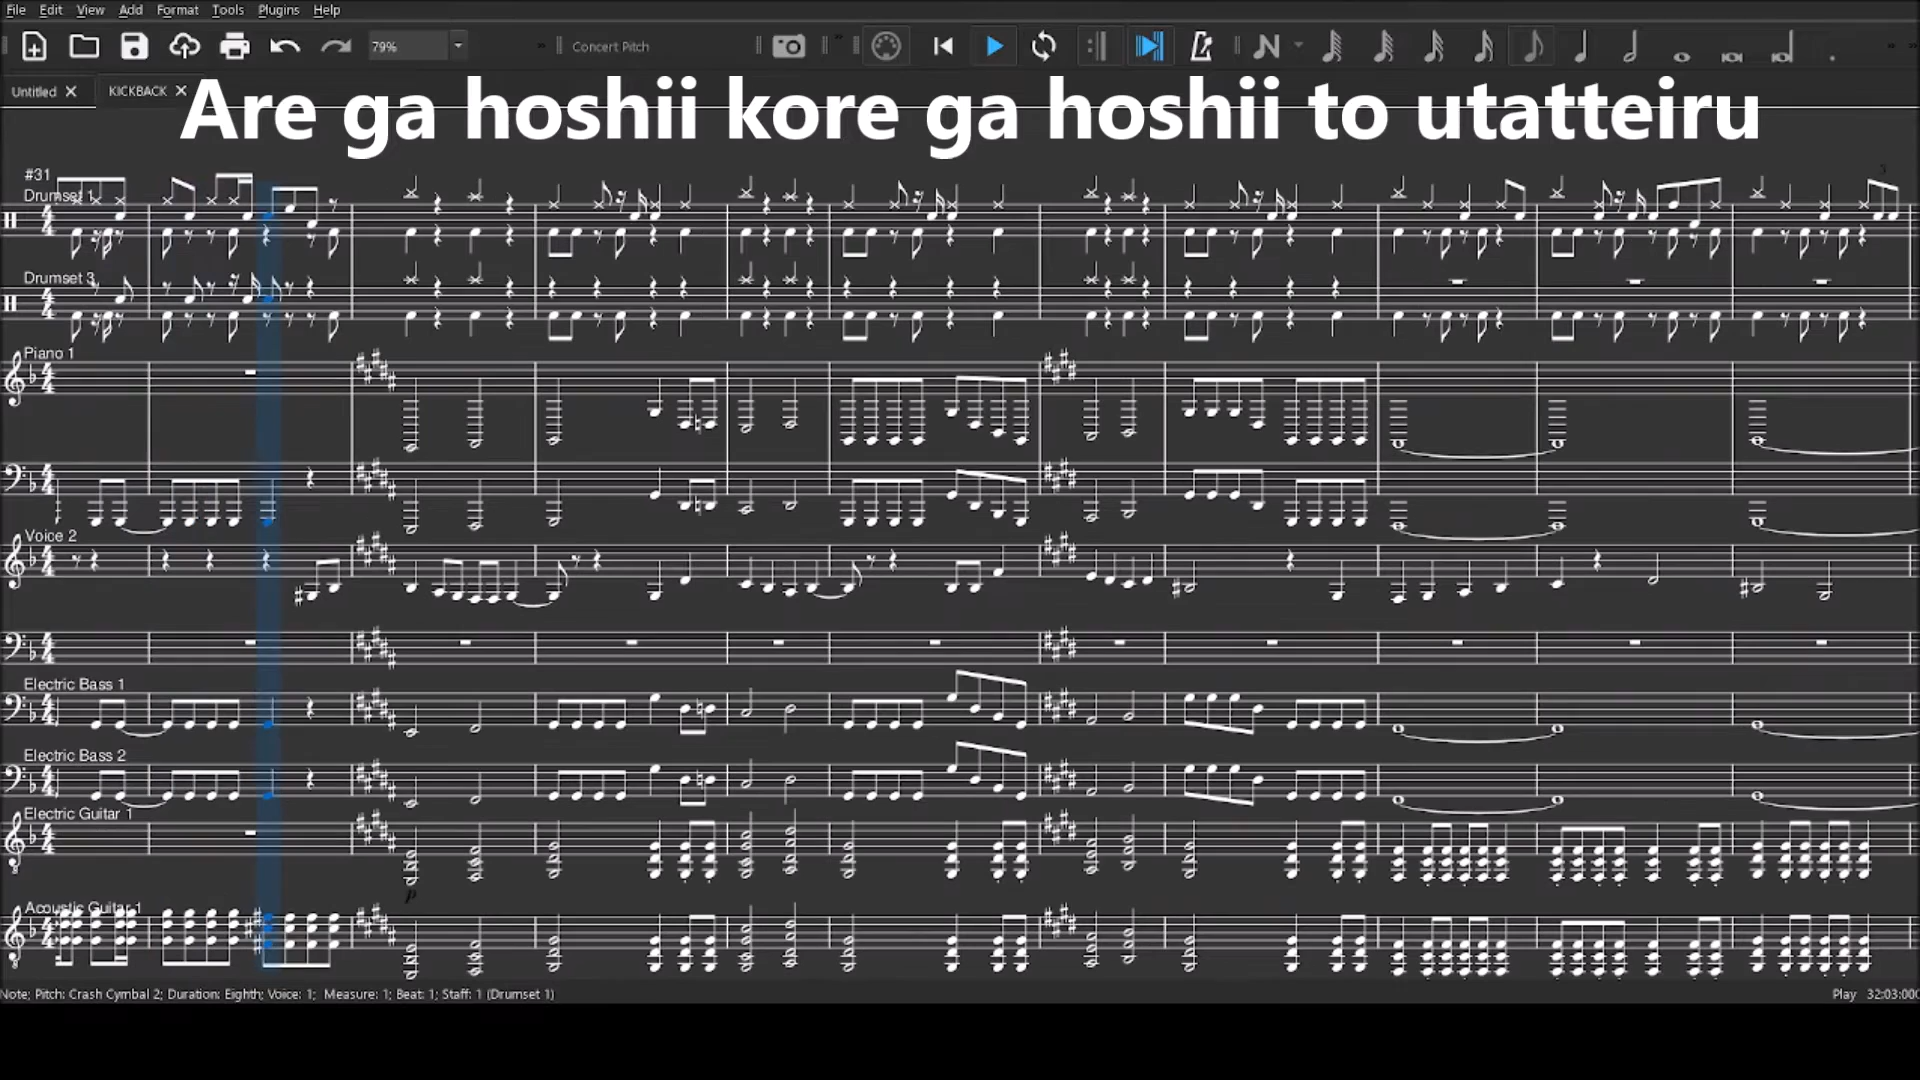 File Edit View Add Format Tools Plugins Help
79% Concert Pitch
Untitled KICKBACK
Are ga hoshii kore ga hoshii to utatteiru
#31
Drumset 1
Drumset 3
Piano 1
Voice 2
Electric Bass 1
Electric Bass 2
Electric Guitar 1
p
Acoustic Guitar 1
Note; Pitch: Crash Cymbal 2; Duration: Eighth; Voice: 1; Measure: 1; Beat: 1; Staff: 1 (Drumset 1)
Play 32:03:000